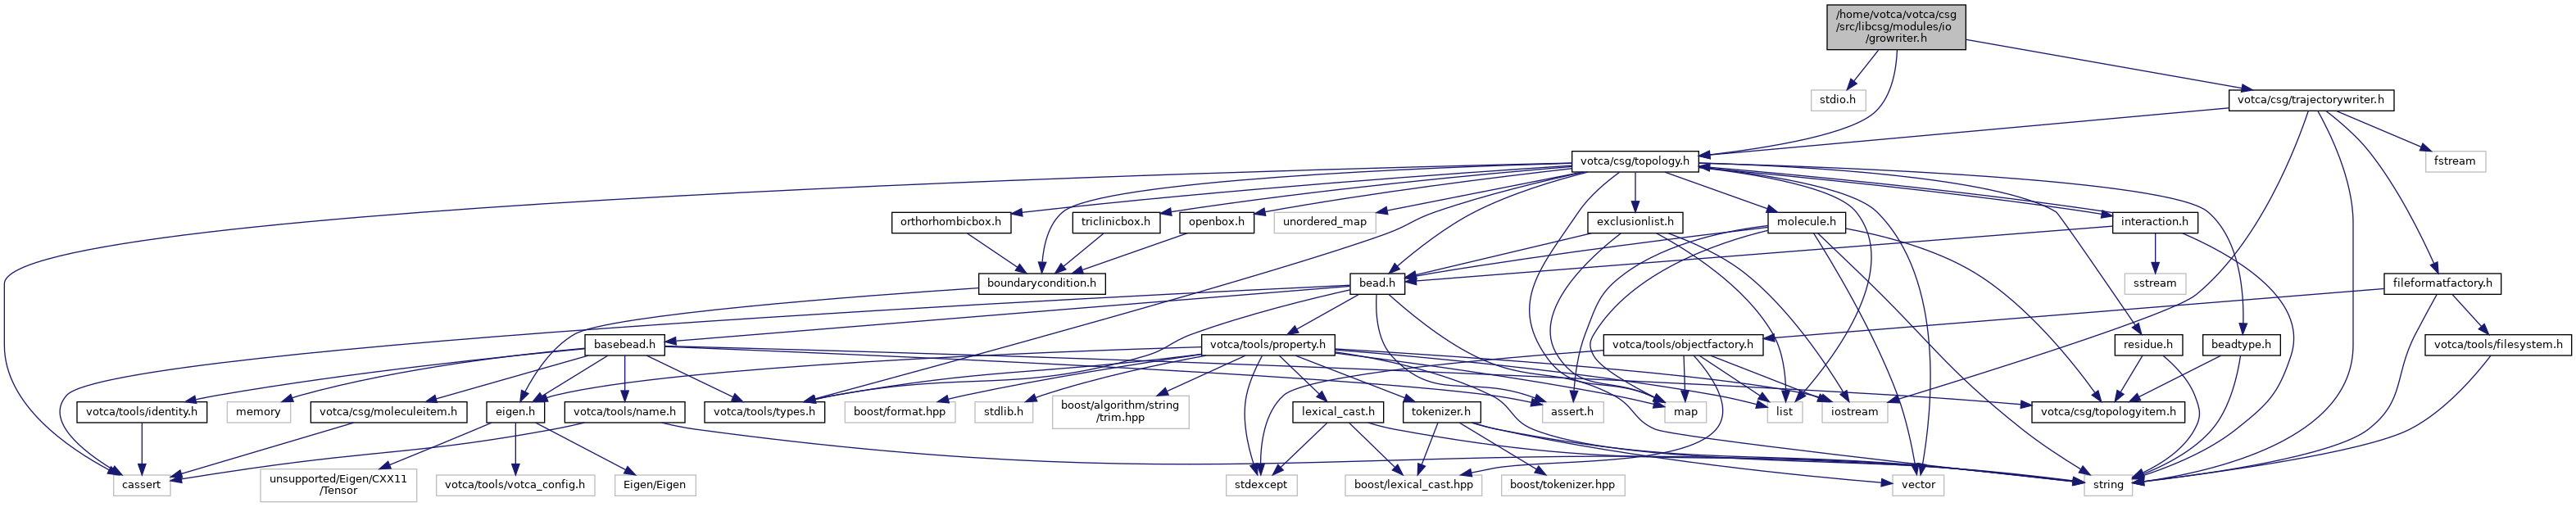 /home/votca/votca/csg
/src/libcsg/modules/io
/growriter.h
stdio.h
votca/csg/trajectorywriter.h
votca/csg/topology.h
fstream
orthorhombicbox.h
triclinicbox.h
openbox.h
unordered_map
exclusionlist.h
molecule.h
interaction.h
boundarycondition.h
bead.h
sstream
fileformatfactory.h
basebead.h
votca/tools/property.h
votca/tools/objectfactory.h
residue.h
beadtype.h
votca/tools/filesystem.h
votca/tools/identity.h
memory
votca/csg/moleculeitem.h
eigen.h
votca/tools/name.h
votca/tools/types.h
boost/format.hpp
stdlib.h
boost/algorithm/string
/trim.hpp
lexical_cast.h
tokenizer.h
assert.h
map
list
iostream
votca/csg/topologyitem.h
cassert
unsupported/Eigen/CXX11
/Tensor
votca/tools/votca_config.h
Eigen/Eigen
stdexcept
boost/lexical_cast.hpp
boost/tokenizer.hpp
vector
string